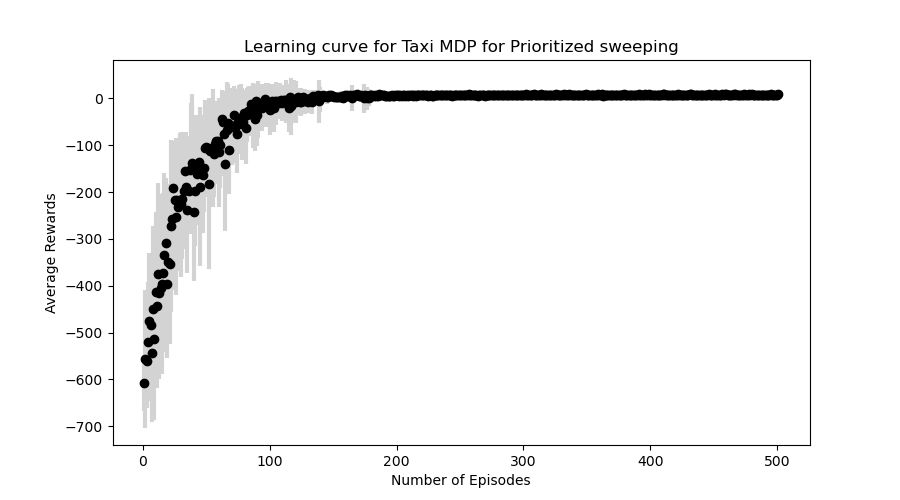 Learning curve for Taxi MDP for Prioritized sweeping
Average Rewards
0
−100
−200
−300
−400
−500
−600
−700
0 100 200 300 400 500
Number of Episodes